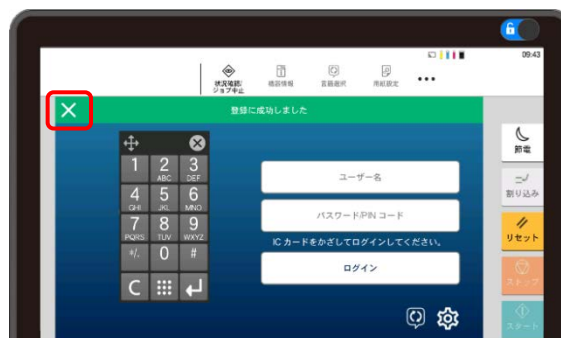 09:43
状況確認/
ジョブ中止
機器情報
言語選択
用紙設定
登録に成功しました
節電
割り込み
リセット
ストップ
スタート
1
2
ABC
3
DEF
4
GHI
5
JKL
6
MNO
7
PQRS
8
TUV
9
WXYZ
*/.
0
#
C
ユーザー名
パスワード/PIN コード
IC カードをかざしてログインしてください。
ログイン